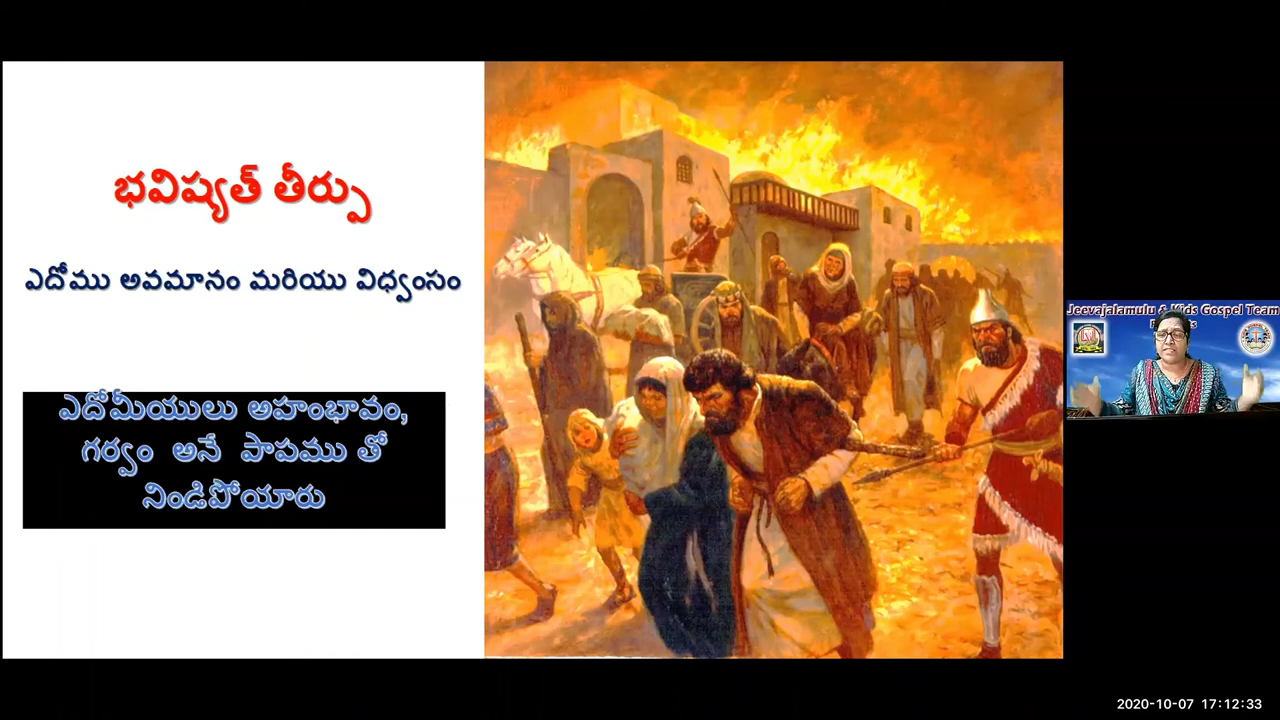 భవిష్యత్ తీర్పు
ఎదోము అవమానం మరియు విధ్వంసం
ఎదోమీయులు అహంభావం,
గర్వం అనే పాపము తో
నిండిపోయారు
Jeevajalamulu & Kids Gospel Team
2020-10-07 17:12:33